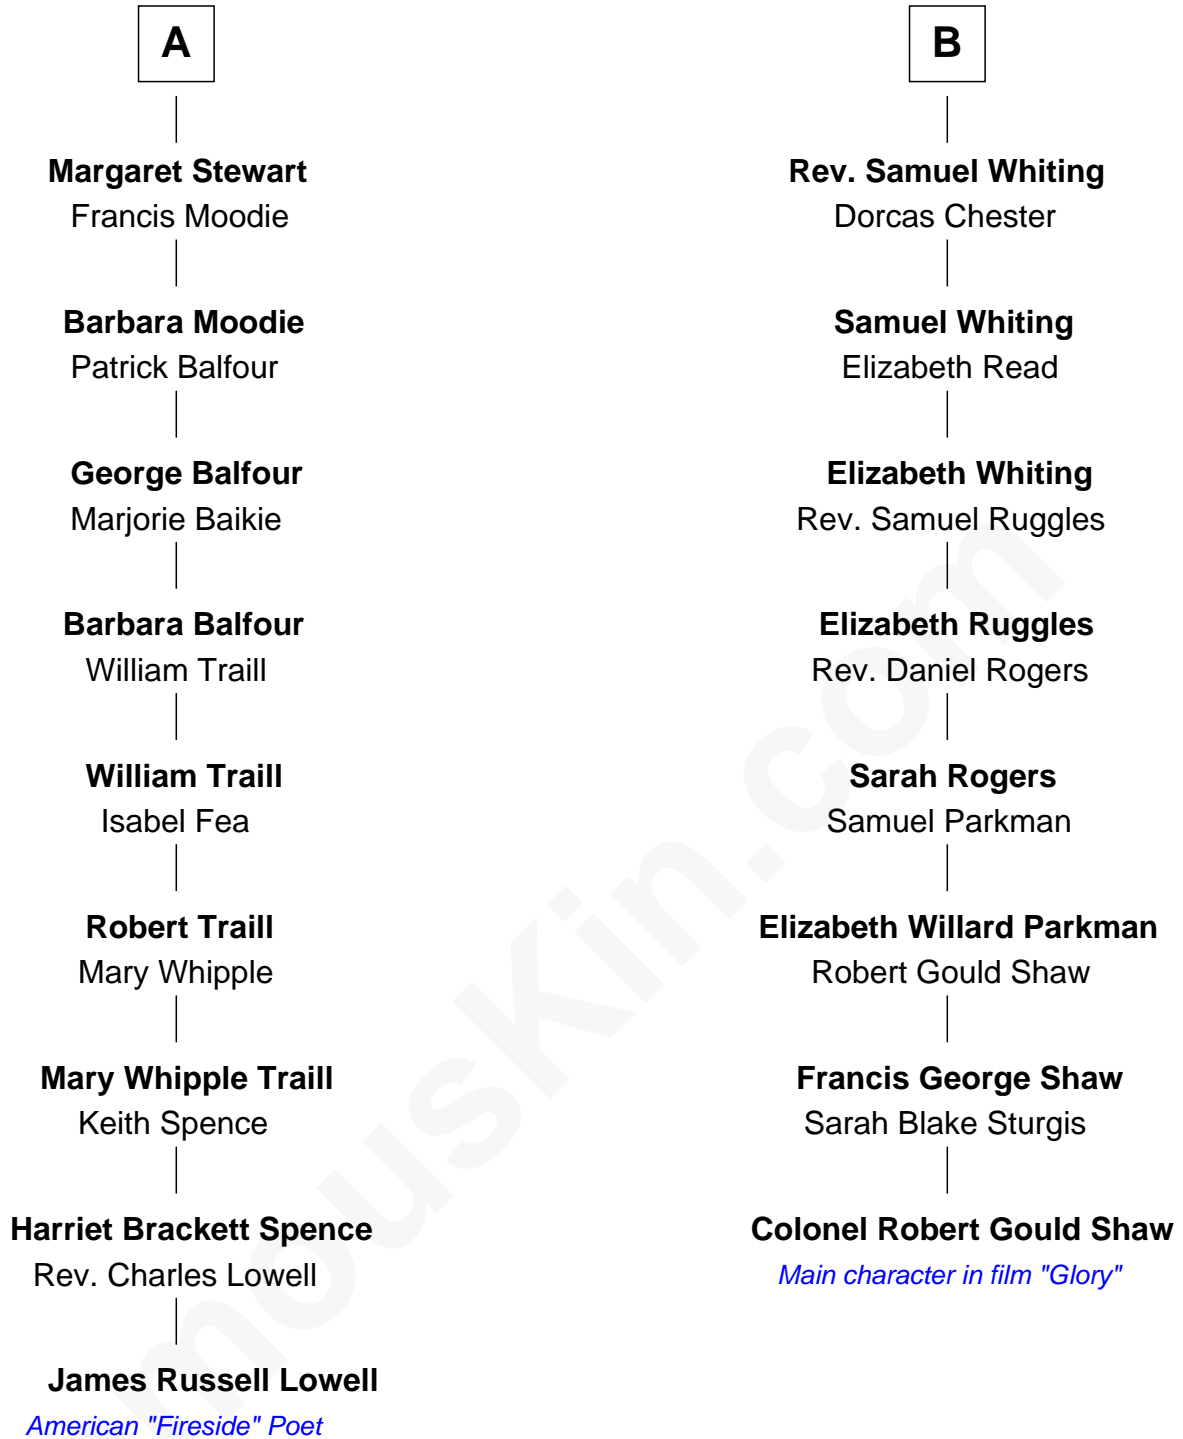 A
Margaret Stewart
Francis Moodie
Barbara Moodie
Patrick Balfour
George Balfour
Marjorie Baikie
Barbara Balfour
William Traill
William Traill
Isabel Fea
Robert Traill
Mary Whipple
Mary Whipple Traill
Keith Spence
Harriet Brackett Spence
Rev. Charles Lowell
James Russell Lowell
American "Fireside" Poet
B
Rev. Samuel Whiting
Dorcas Chester
Samuel Whiting
Elizabeth Read
Elizabeth Whiting
Rev. Samuel Ruggles
Elizabeth Ruggles
Rev. Daniel Rogers
Sarah Rogers
Samuel Parkman
Elizabeth Willard Parkman
Robert Gould Shaw
Francis George Shaw
Sarah Blake Sturgis
Colonel Robert Gould Shaw
Main character in film "Glory"
mousKin.com